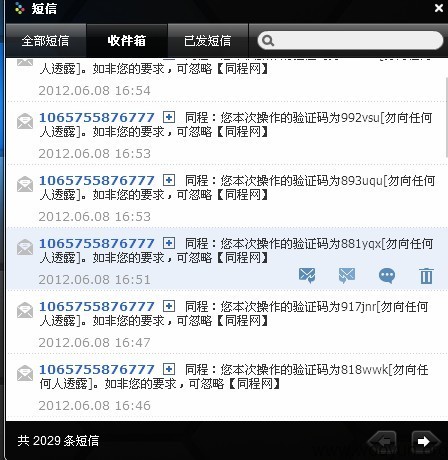 短信
全部短信 收件箱 已发短信
人透露]。如非您的要求，可忽略【同程网】
2012.06.08 16:54
1065755876777 同程：您本次操作的验证码为992vsu[勿向任何
人透露]。如非您的要求，可忽略【同程网】
2012.06.08 16:53
1065755876777 同程：您本次操作的验证码为893uqu[勿向任何
人透露]。如非您的要求，可忽略【同程网】
2012.06.08 16:53
1065755876777 同程：您本次操作的验证码为881yqx[勿向任何
人透露]。如非您的要求，可忽略【同程网】
2012.06.08 16:51
1065755876777 同程：您本次操作的验证码为917jnr[勿向任何
人透露]。如非您的要求，可忽略【同程网】
2012.06.08 16:47
1065755876777 同程：您本次操作的验证码为818wwk[勿向任
何人透露]。如非您的要求，可忽略【同程网】
2012.06.08 16:46
共 2029 条短信